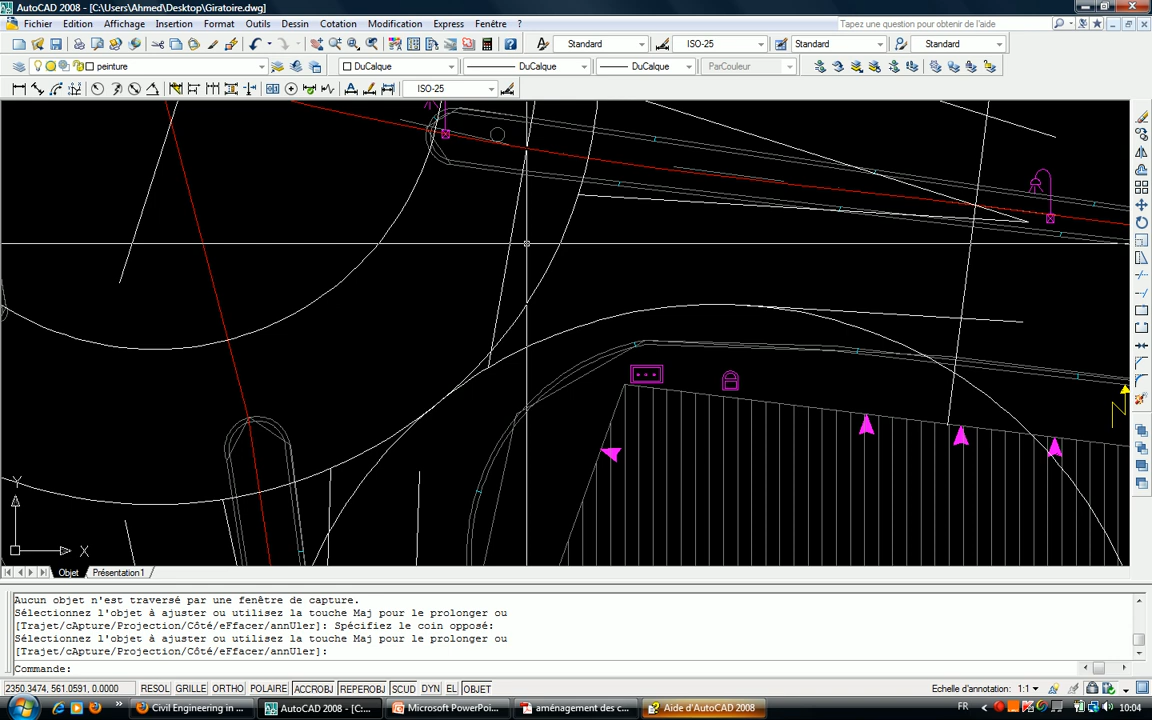 AutoCAD 2008 - [C:\Users\Ahmed\Desktop\Giratoire.dwg]
Fichier Edition Affichage Insertion Format Outils Dessin Cotation Modification Express Fenêtre ? Tapez une question pour obtenir de l'aide
Standard ISO-25 Standard Standard
peinture DuCalque DuCalque DuCalque ParCouleur
ISO-25
N
Y
X
Objet Présentation1
Aucun objet n'est traversé par une fenêtre de capture.
Sélectionnez l'objet à ajuster ou utilisez la touche Maj pour le prolonger ou
[Trajet/cApture/Projection/Côté/eFfacer/annUler]: Spécifiez le coin opposé:
Sélectionnez l'objet à ajuster ou utilisez la touche Maj pour le prolonger ou
[Trajet/cApture/Projection/Côté/eFfacer/annUler]:
Commande:
2350.3474, 561.0591, 0.0000 RESOL GRILLE ORTHO POLAIRE ACCROBJ REPEROBJ SCUD DYN EL OBJET Echelle d'annotation: 1:1
Civil Engineering in ... AutoCAD 2008 - [C:... Microsoft PowerPoin... aménagement des c... Aide d'AutoCAD 2008 FR 10:04